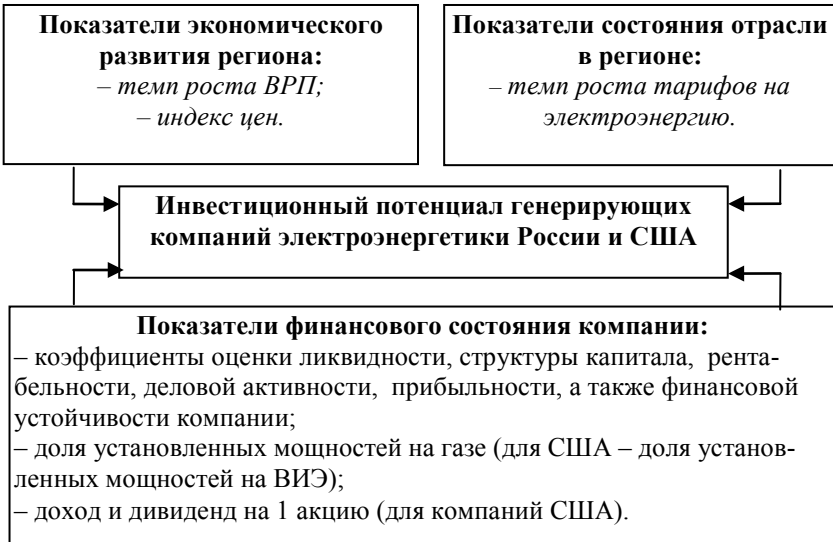 Показатели экономического
развития региона:
– темп роста ВРП;
– индекс цен.
Показатели состояния отрасли
в регионе:
– темп роста тарифов на
электроэнергию.
Инвестиционный потенциал генерирующих
компаний электроэнергетики России и США
Показатели финансового состояния компании:
– коэффициенты оценки ликвидности, структуры капитала, рента-
бельности, деловой активности, прибыльности, а также финансовой
устойчивости компании;
– доля установленных мощностей на газе (для США – доля установ-
ленных мощностей на ВИЭ);
– доход и дивиденд на 1 акцию (для компаний США).